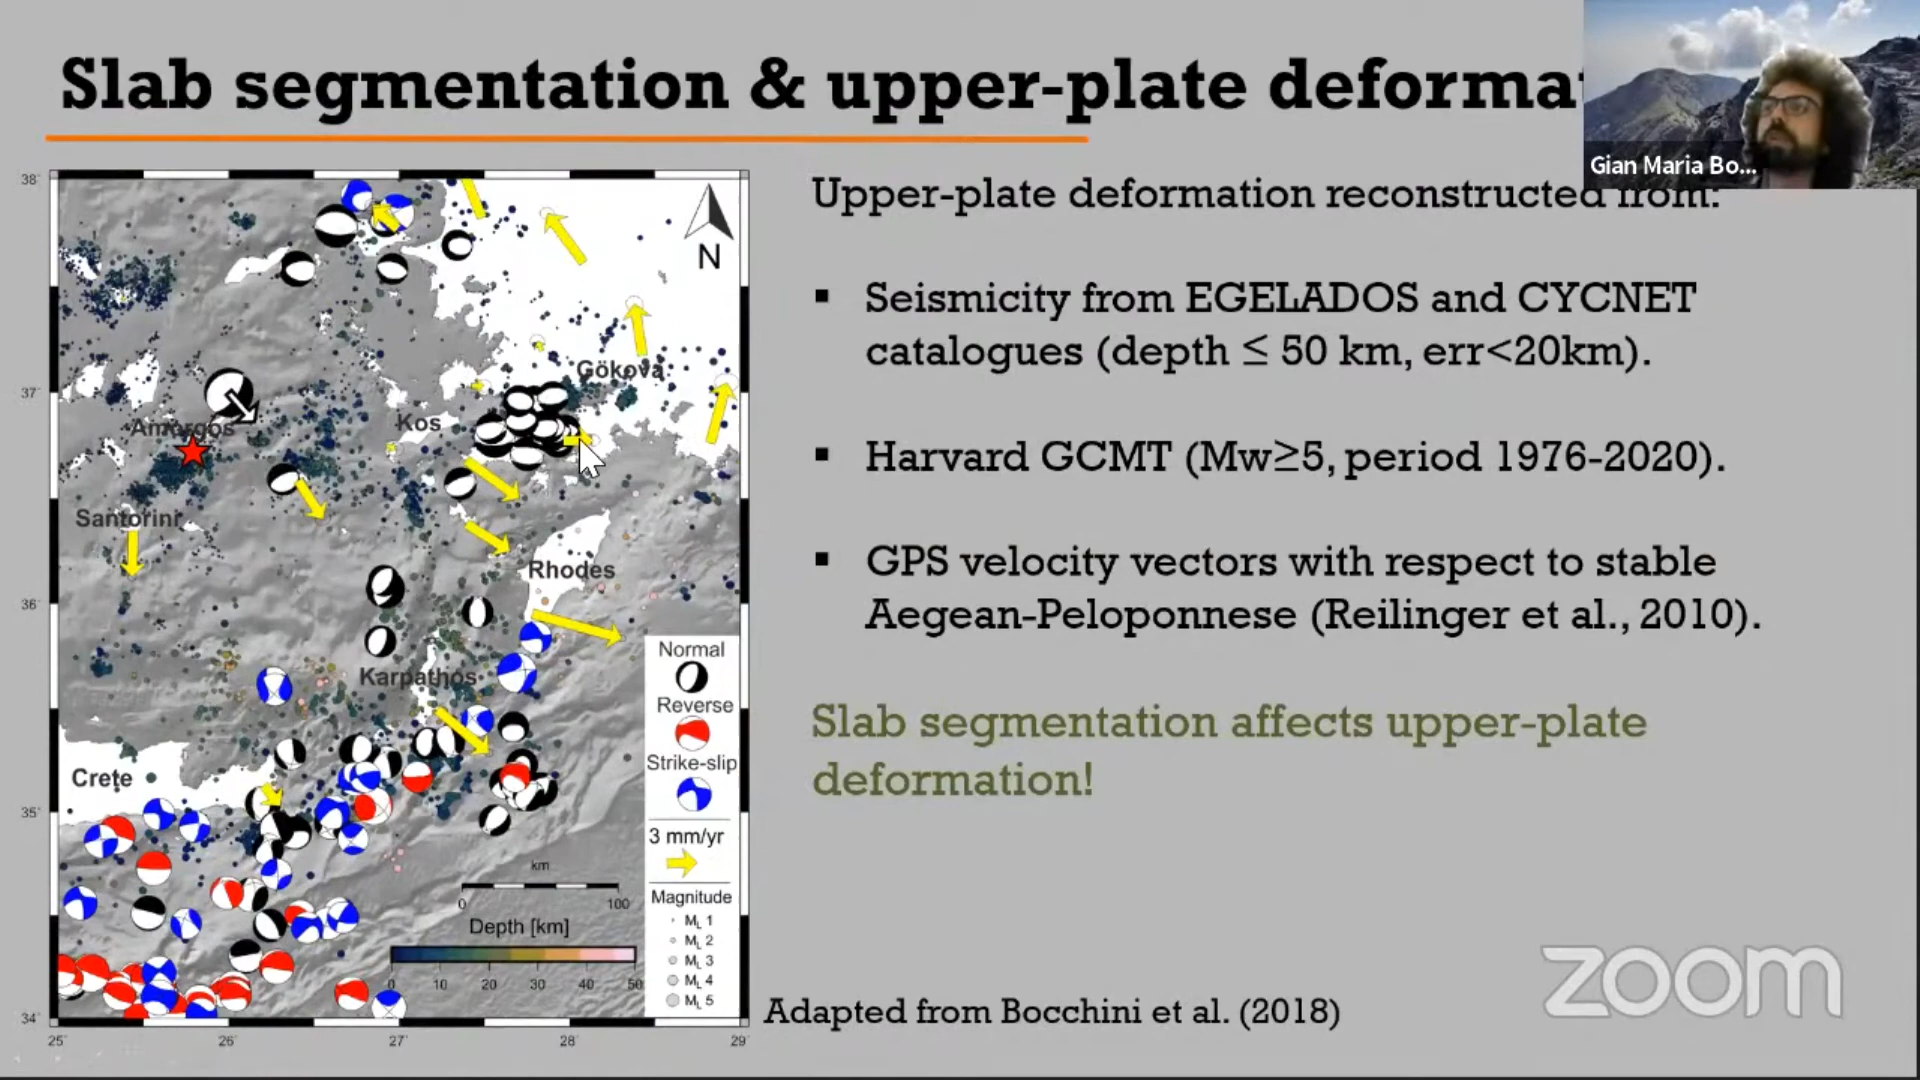 Slab segmentation & upper-plate deforma
Gian Maria Bo...
Upper-plate deformation reconstructed from:
▪ Seismicity from EGELADOS and CYCNET
catalogues (depth ≤ 50 km, err<20km).
▪ Harvard GCMT (Mw≥5, period 1976-2020).
▪ GPS velocity vectors with respect to stable
Aegean-Peloponnese (Reilinger et al., 2010).
Slab segmentation affects upper-plate
deformation!
Adapted from Bocchini et al. (2018)
zoom
38°
37°
36°
35°
34°
25°
26°
27°
28°
29°
N
Gökova
Kos
Amorgos
Santorini
Rhodes
Karpathos
Crete
Normal
Reverse
Strike-slip
3 mm/yr
Magnitude
ML 1
ML 2
ML 3
ML 4
ML 5
km
0 100
Depth [km]
0 10 20 30 40 50